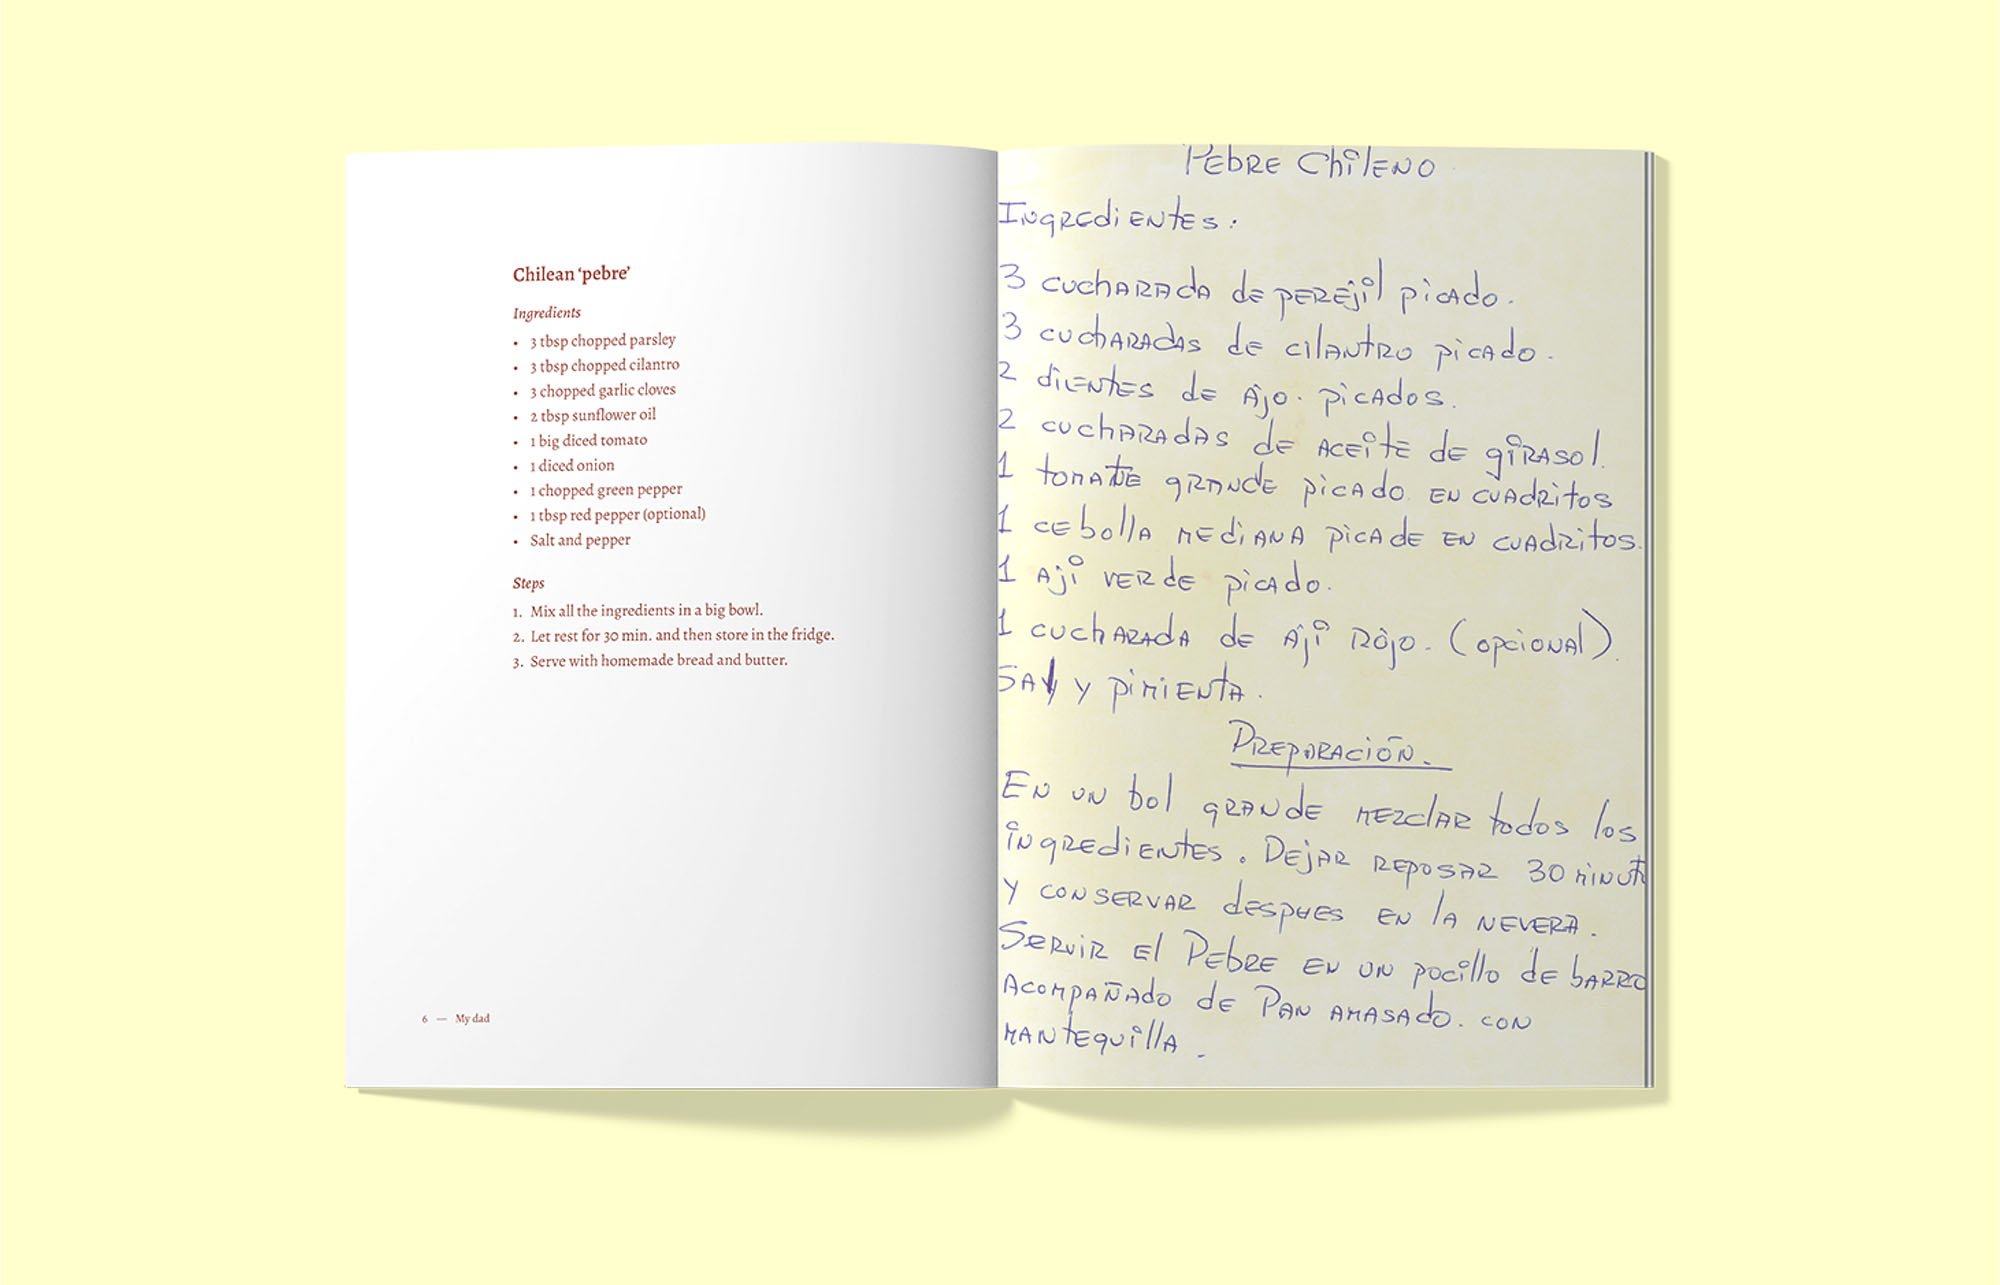 Chilean ‘pebre’
Ingredients
• 3 tbsp chopped parsley
• 3 tbsp chopped cilantro
• 3 chopped garlic cloves
• 2 tbsp sunflower oil
• 1 big diced tomato
• 1 diced onion
• 1 chopped green pepper
• 1 tbsp red pepper (optional)
• Salt and pepper
Steps
1. Mix all the ingredients in a big bowl.
2. Let rest for 30 min. and then store in the fridge.
3. Serve with homemade bread and butter.
6 — My dad
Pebre Chileno
Ingredientes:
3 cucharada de perejil picado.
3 cucharadas de cilantro picado.
2 dientes de Ajo. picados.
2 cucharadas de aceite de girasol.
1 tomate grande picado en cuadritos
1 cebolla mediana picade en cuadritos.
1 Ají verde picado.
1 cucharada de Ají Rojo. (opcional).
Sal y pimienta.
Preparación.
En un bol grande mezclar todos los
ingredientes. Dejar reposar 30 minut
y conservar despues en la nevera.
Servir el Pebre en un pocillo de barro
Acompañado de Pan amasado. con
mantequilla.